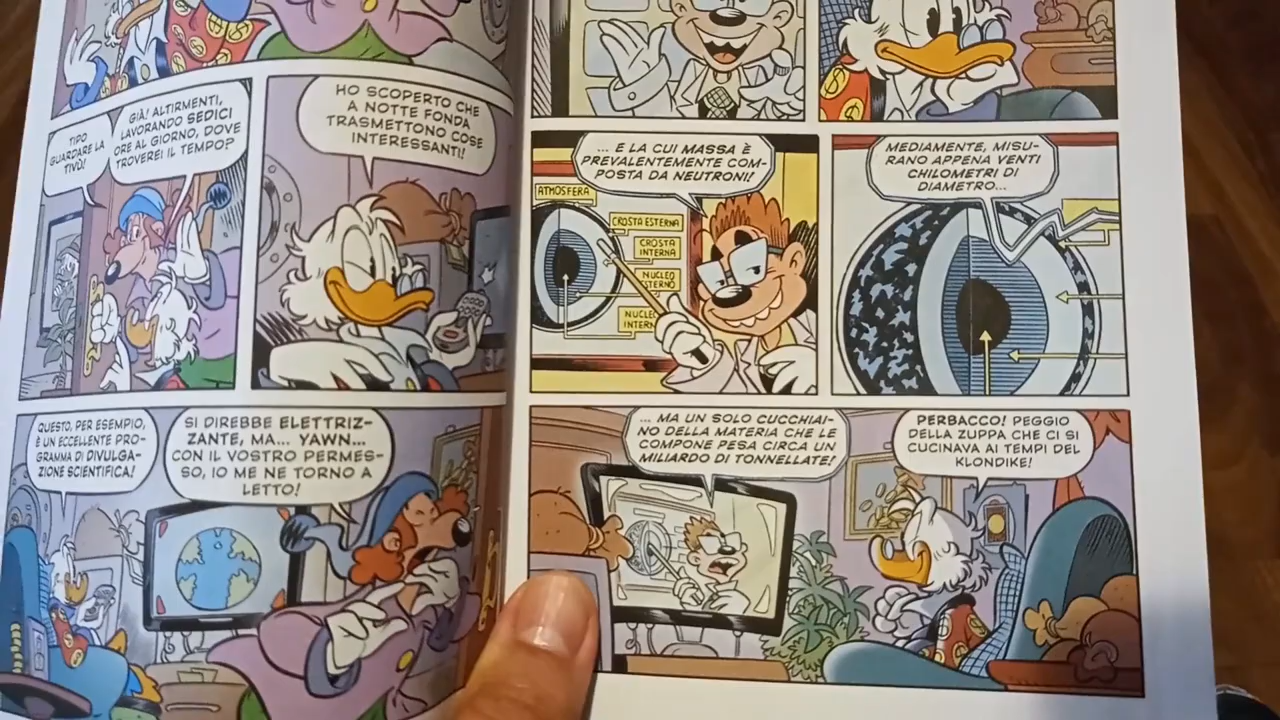 TIPO
GUARDARE LA
TIVÙ!
GIÀ! ALTIRMENTI,
LAVORANDO SEDICI
ORE AL GIORNO, DOVE
TROVEREI IL TEMPO?
HO SCOPERTO CHE
A NOTTE FONDA
TRASMETTONO COSE
INTERESSANTI!
QUESTO, PER ESEMPIO,
È UN ECCELLENTE PRO-
GRAMMA DI DIVULGA-
ZIONE SCIENTIFICA!
SI DIREBBE ELETTRIZ-
ZANTE, MA... YAWN...
CON IL VOSTRO PERMES-
SO, IO ME NE TORNO A
LETTO!
... E LA CUI MASSA È
PREVALENTEMENTE COM-
POSTA DA NEUTRONI!
ATMOSFERA
CROSTA ESTERNA
CROSTA
INTERNA
NUCLEO
ESTERNO
NUCLEO
INTERN
MEDIAMENTE, MISU-
RANO APPENA VENTI
CHILOMETRI DI
DIAMETRO...
... MA UN SOLO CUCCHIAI-
NO DELLA MATERIA CHE LE
COMPONE PESA CIRCA UN
MILIARDO DI TONNELLATE!
PERBACCO! PEGGIO
DELLA ZUPPA CHE CI SI
CUCINAVA AI TEMPI DEL
KLONDIKE!